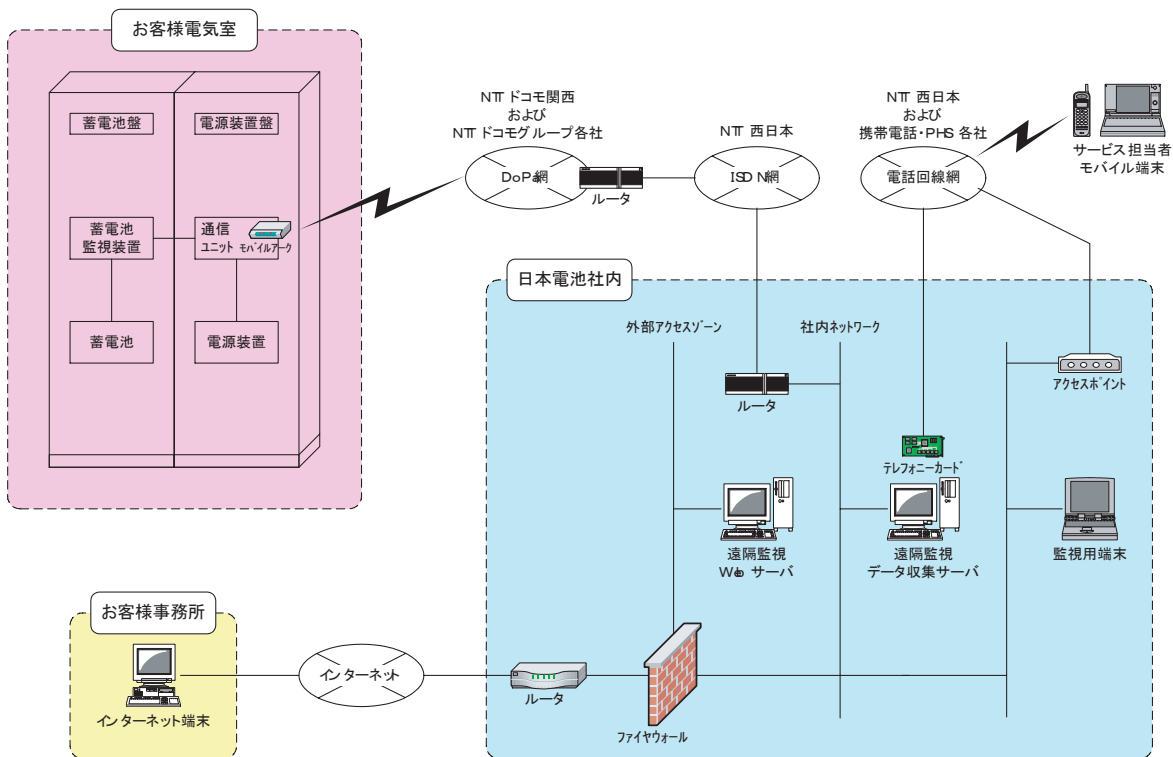 お客様電気室
蓄電池盤
電源装置盤
蓄電池
監視装置
通信
ユニット
モバイルアーク
蓄電池
電源装置
NTTドコモ関西
および
NTTドコモグループ各社
DoPa網
ルータ
NTT 西日本
ISDN網
NTT 西日本
および
携帯電話・PHS 各社
電話回線網
サービス担当者
モバイル端末
日本電池社内
外部アクセスゾーン
社内ネットワーク
ルータ
アクセスポイント
テレフォニーカード
遠隔監視
Web サーバ
遠隔監視
データ収集サーバ
監視用端末
お客様事務所
インターネット端末
インターネット
ルータ
ファイヤウォール